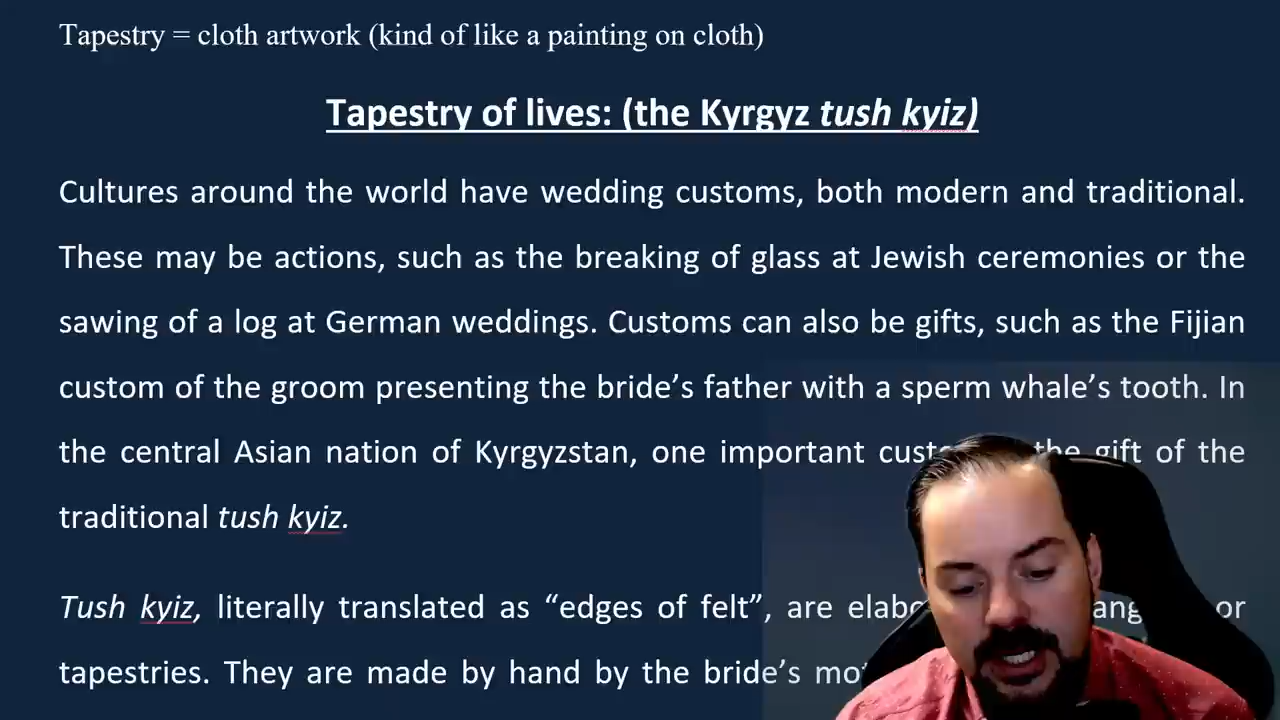 Tapestry = cloth artwork (kind of like a painting on cloth)
Tapestry of lives: (the Kyrgyz tush kyiz)
Cultures around the world have wedding customs, both modern and traditional.
These may be actions, such as the breaking of glass at Jewish ceremonies or the
sawing of a log at German weddings. Customs can also be gifts, such as the Fijian
custom of the groom presenting the bride’s father with a sperm whale’s tooth. In
the central Asian nation of Kyrgyzstan, one important the gift of the
traditional tush kyiz.
Tush kyiz, literally translated as “edges of felt”, are or
tapestries. They are made by hand by the bride’s